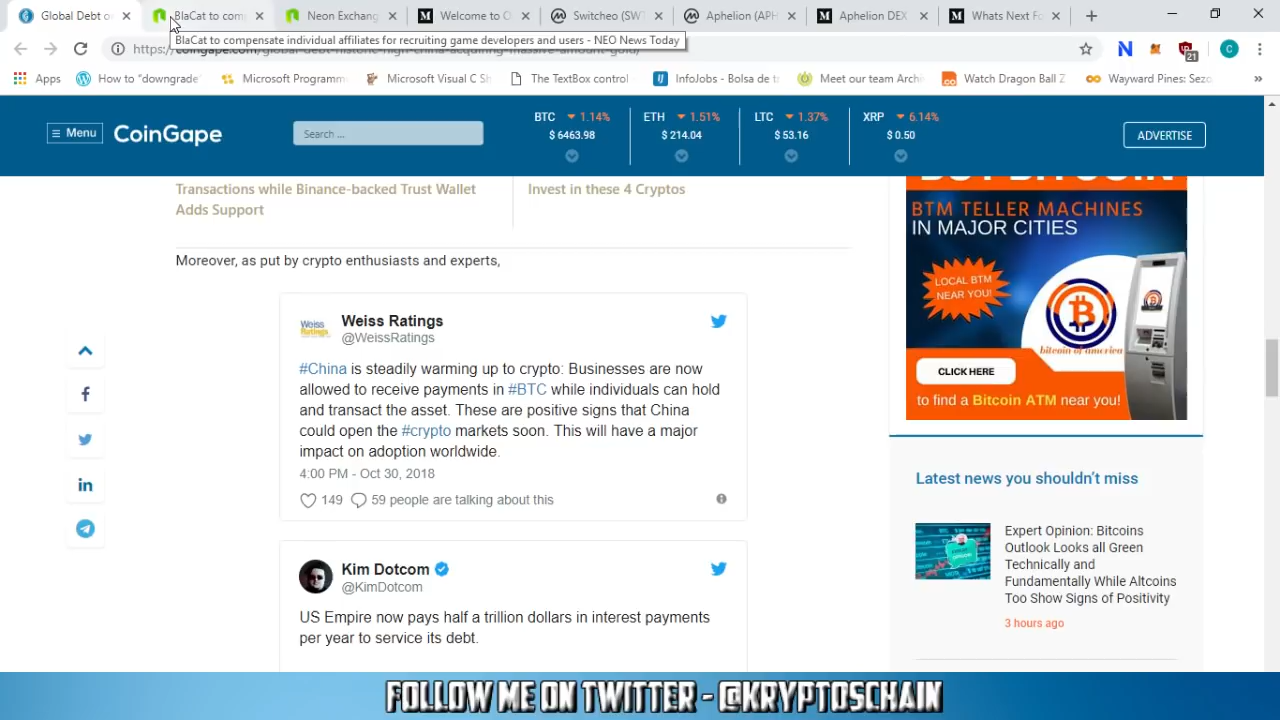 Global Debt o
BlaCat to com
Neon Exchang
Welcome to O
Switcheo (SW
Aphelion (APH
Aphelion DEX
Whats Next F
BlaCat to compensate individual affiliates for recruiting game developers and users - NEO News Today
Apps
How to "downgrade
Microsoft Programm
Microsoft Visual C Sh
The TextBox control
InfoJobs - Bolsa de t
Meet our team Archi
Watch Dragon Ball Z
Wayward Pines: Sezo
21
C
Menu
CoinGape
Search ...
BTC 1.14%
$ 6463.98
ETH 1.51%
$ 214.04
LTC 1.37%
$ 53.16
XRP 6.14%
$ 0.50
ADVERTISE
Transactions while Binance-backed Trust Wallet
Adds Support
Invest in these 4 Cryptos
Moreover, as put by crypto enthusiasts and experts,
Weiss Ratings
Weiss Ratings
@WeissRatings
#China is steadily warming up to crypto: Businesses are now
allowed to receive payments in #BTC while individuals can hold
and transact the asset. These are positive signs that China
could open the #crypto markets soon. This will have a major
impact on adoption worldwide.
4:00 PM - Oct 30, 2018
149 59 people are talking about this
Kim Dotcom
@KimDotcom
US Empire now pays half a trillion dollars in interest payments
per year to service its debt.
BUY BITCOIN
BTM TELLER MACHINES
IN MAJOR CITIES
LOCAL BTM
NEAR YOU!
bitcoin of america
CLICK HERE
to find a Bitcoin ATM near you!
Latest news you shouldn't miss
Expert Opinion: Bitcoins
Outlook Looks all Green
Technically and
Fundamentally While Altcoins
Too Show Signs of Positivity
3 hours ago
FOLLOW ME ON TWITTER - @KRYPTOSCHAIN